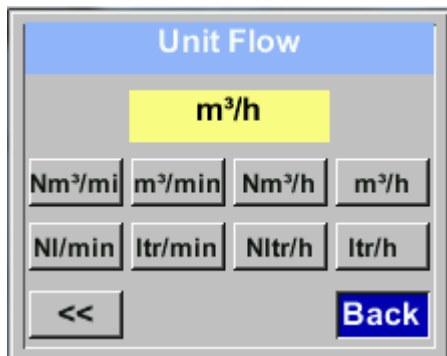 Unit Flow
m³/h
Nm³/mi m³/min Nm³/h m³/h
Nl/min ltr/min Nltr/h ltr/h
<< Back